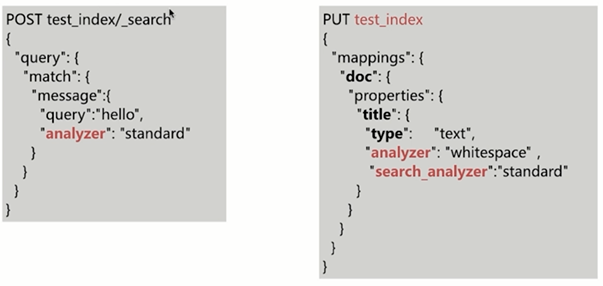 POST test_index/_search
{
"query": {
"match": {
"message":{
"query":"hello",
"analyzer": "standard"
}
}
}
}
PUT test_index
{
"mappings": {
"doc": {
"properties": {
"title": {
"type": "text",
"analyzer": "whitespace" ,
"search_analyzer":"standard"
}
}
}
}
}